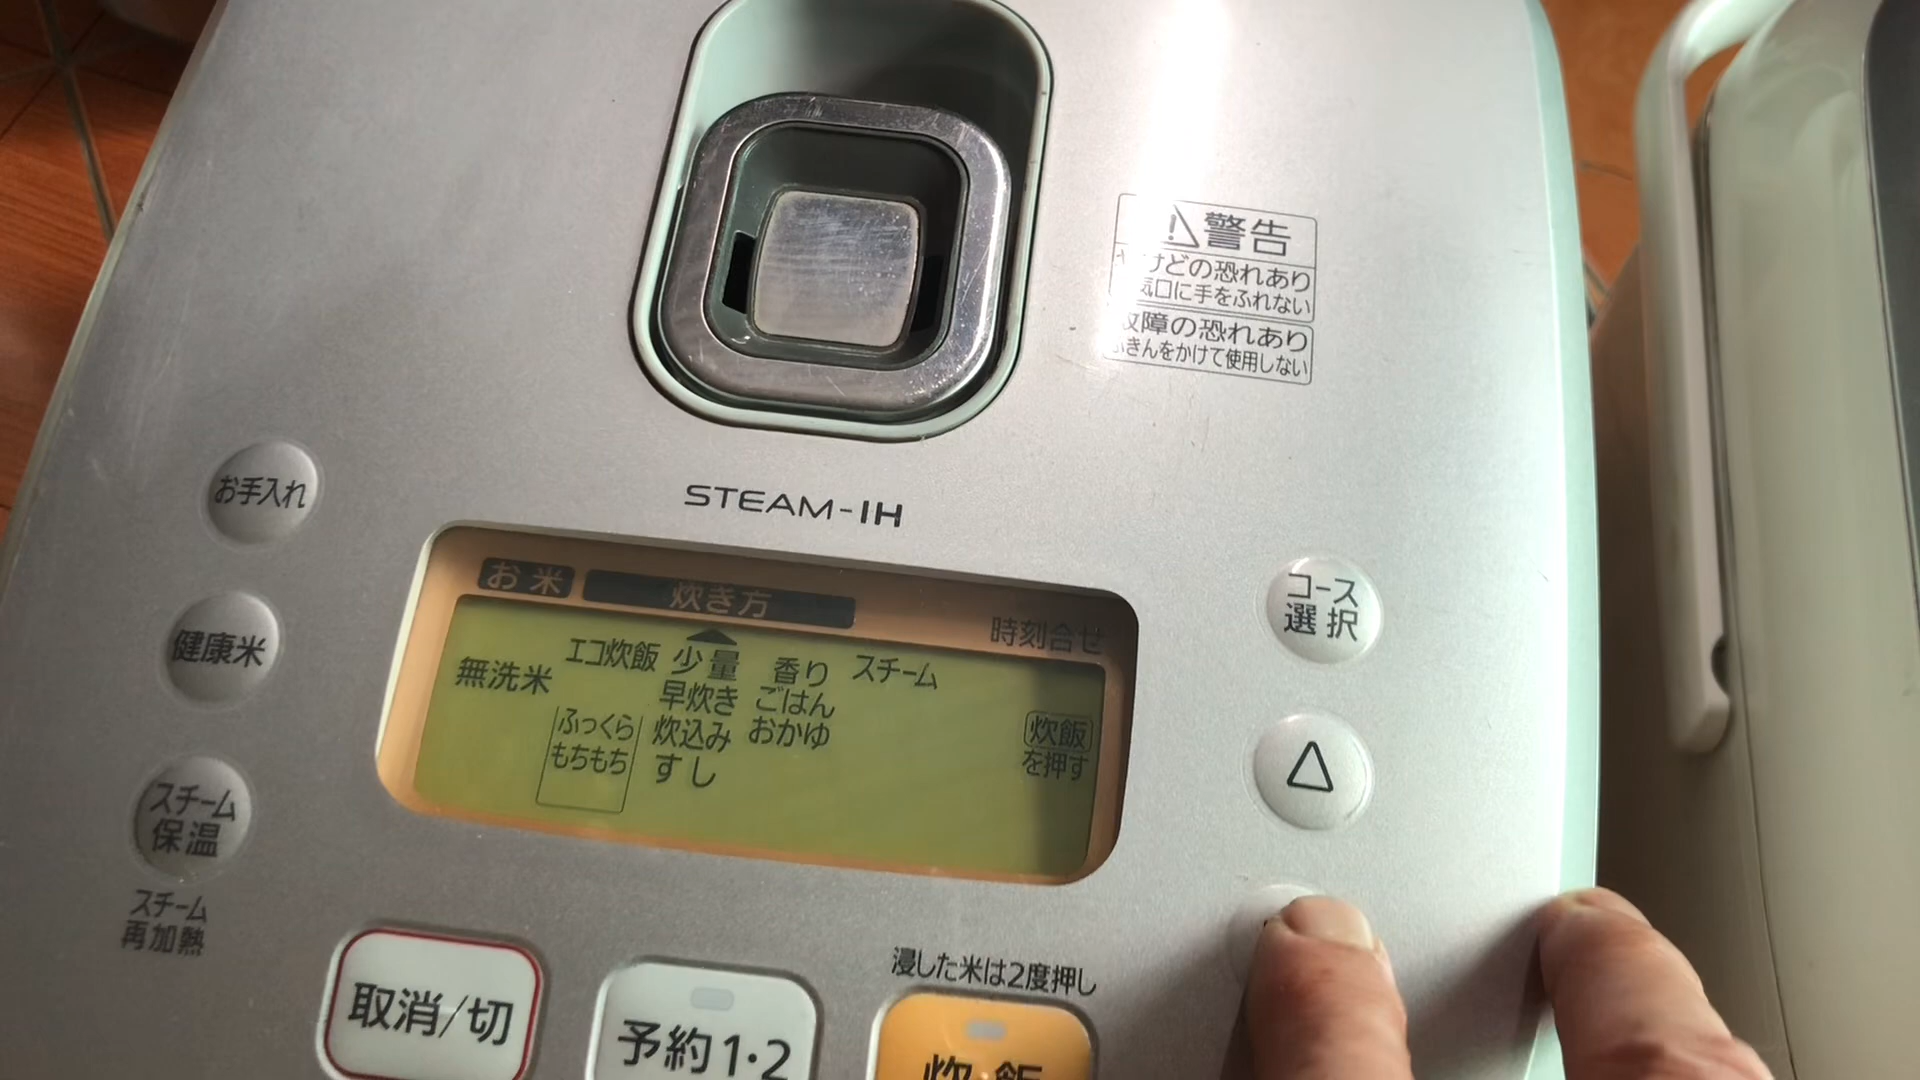 警告
やけどの恐れあり
気口に手をふれない
故障の恐れあり
ふきんをかけて使用しない
STEAM-IH
お手入れ
健康米
スチーム
保温
スチーム
再加熱
お米 炊き方
時刻合せ
無洗米
エコ炊飯
ふっくら
もちもち
少量
早炊き
炊込み
すし
香り
ごはん
おかゆ
スチーム
炊飯
を押す
コース
選択
△
浸した米は2度押し
取消/切
予約1・2
炊飯